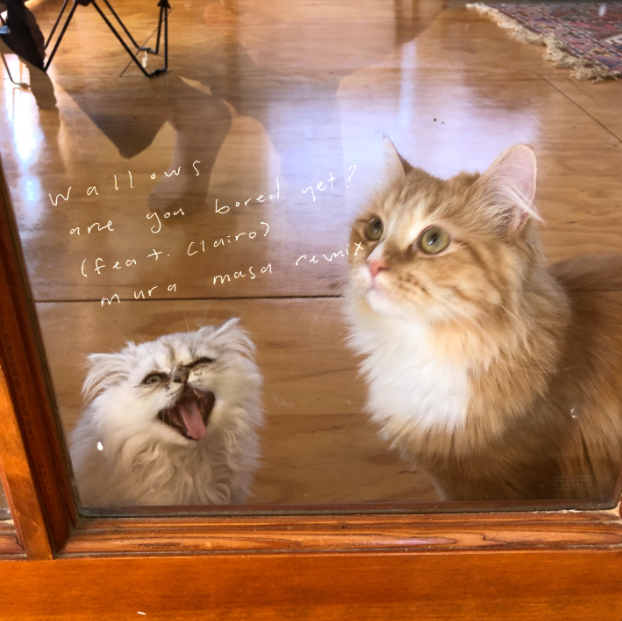 Wallows
are you bored yet?
(feat. Clairo)
mura masa remix